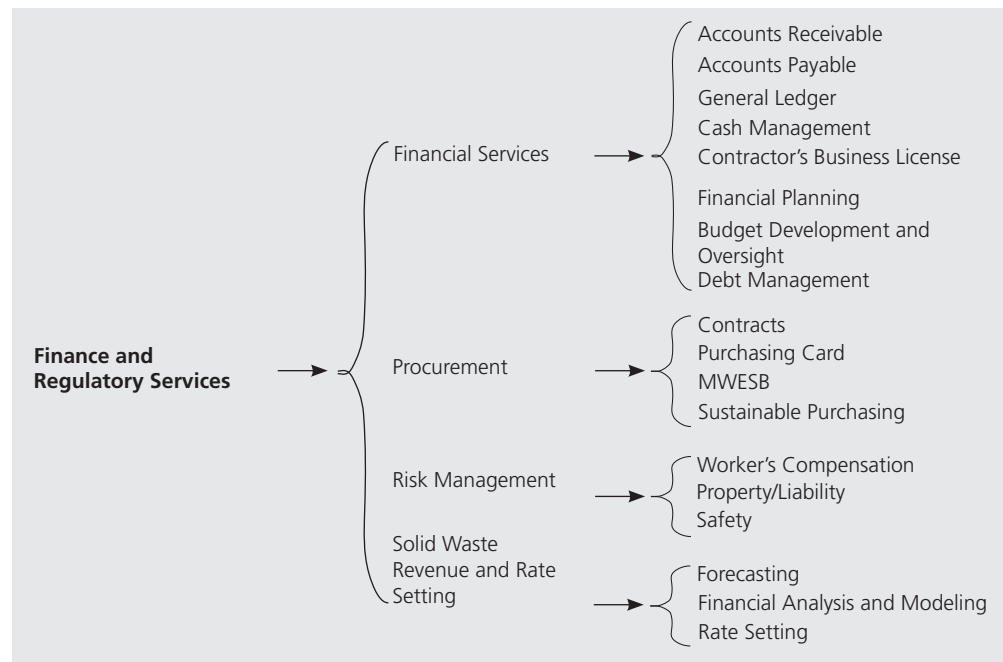 Finance and
Regulatory Services
Financial Services
Accounts Receivable
Accounts Payable
General Ledger
Cash Management
Contractor’s Business License
Financial Planning
Budget Development and
Oversight
Debt Management
Procurement
Contracts
Purchasing Card
MWESB
Sustainable Purchasing
Risk Management
Worker’s Compensation
Property/Liability
Safety
Solid Waste
Revenue and Rate
Setting
Forecasting
Financial Analysis and Modeling
Rate Setting